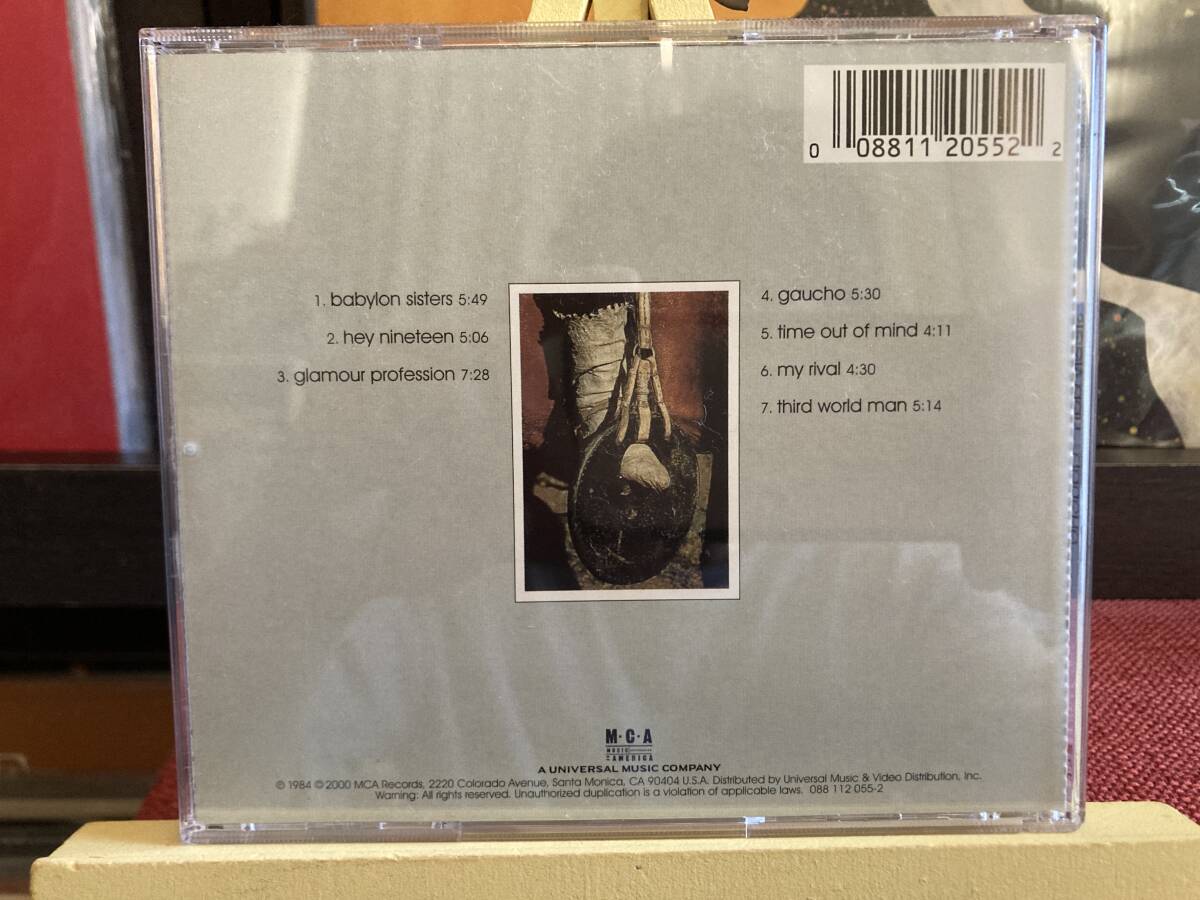 0 08811 20552 2
1. babylon sisters 5:49
2. hey nineteen 5:06
3. glamour profession 7:28
4. gaucho 5:30
5. time out of mind 4:11
6. my rival 4:30
7. third world man 5:14
M·C·A
MUSIC
AMERICA
A UNIVERSAL MUSIC COMPANY
℗ 1984 © 2000 MCA Records, 2220 Colorado Avenue, Santa Monica, CA 90404 U.S.A. Distributed by Universal Music & Video Distribution, Inc.
Warning: All rights reserved. Unauthorized duplication is a violation of applicable laws. 088 112 055-2